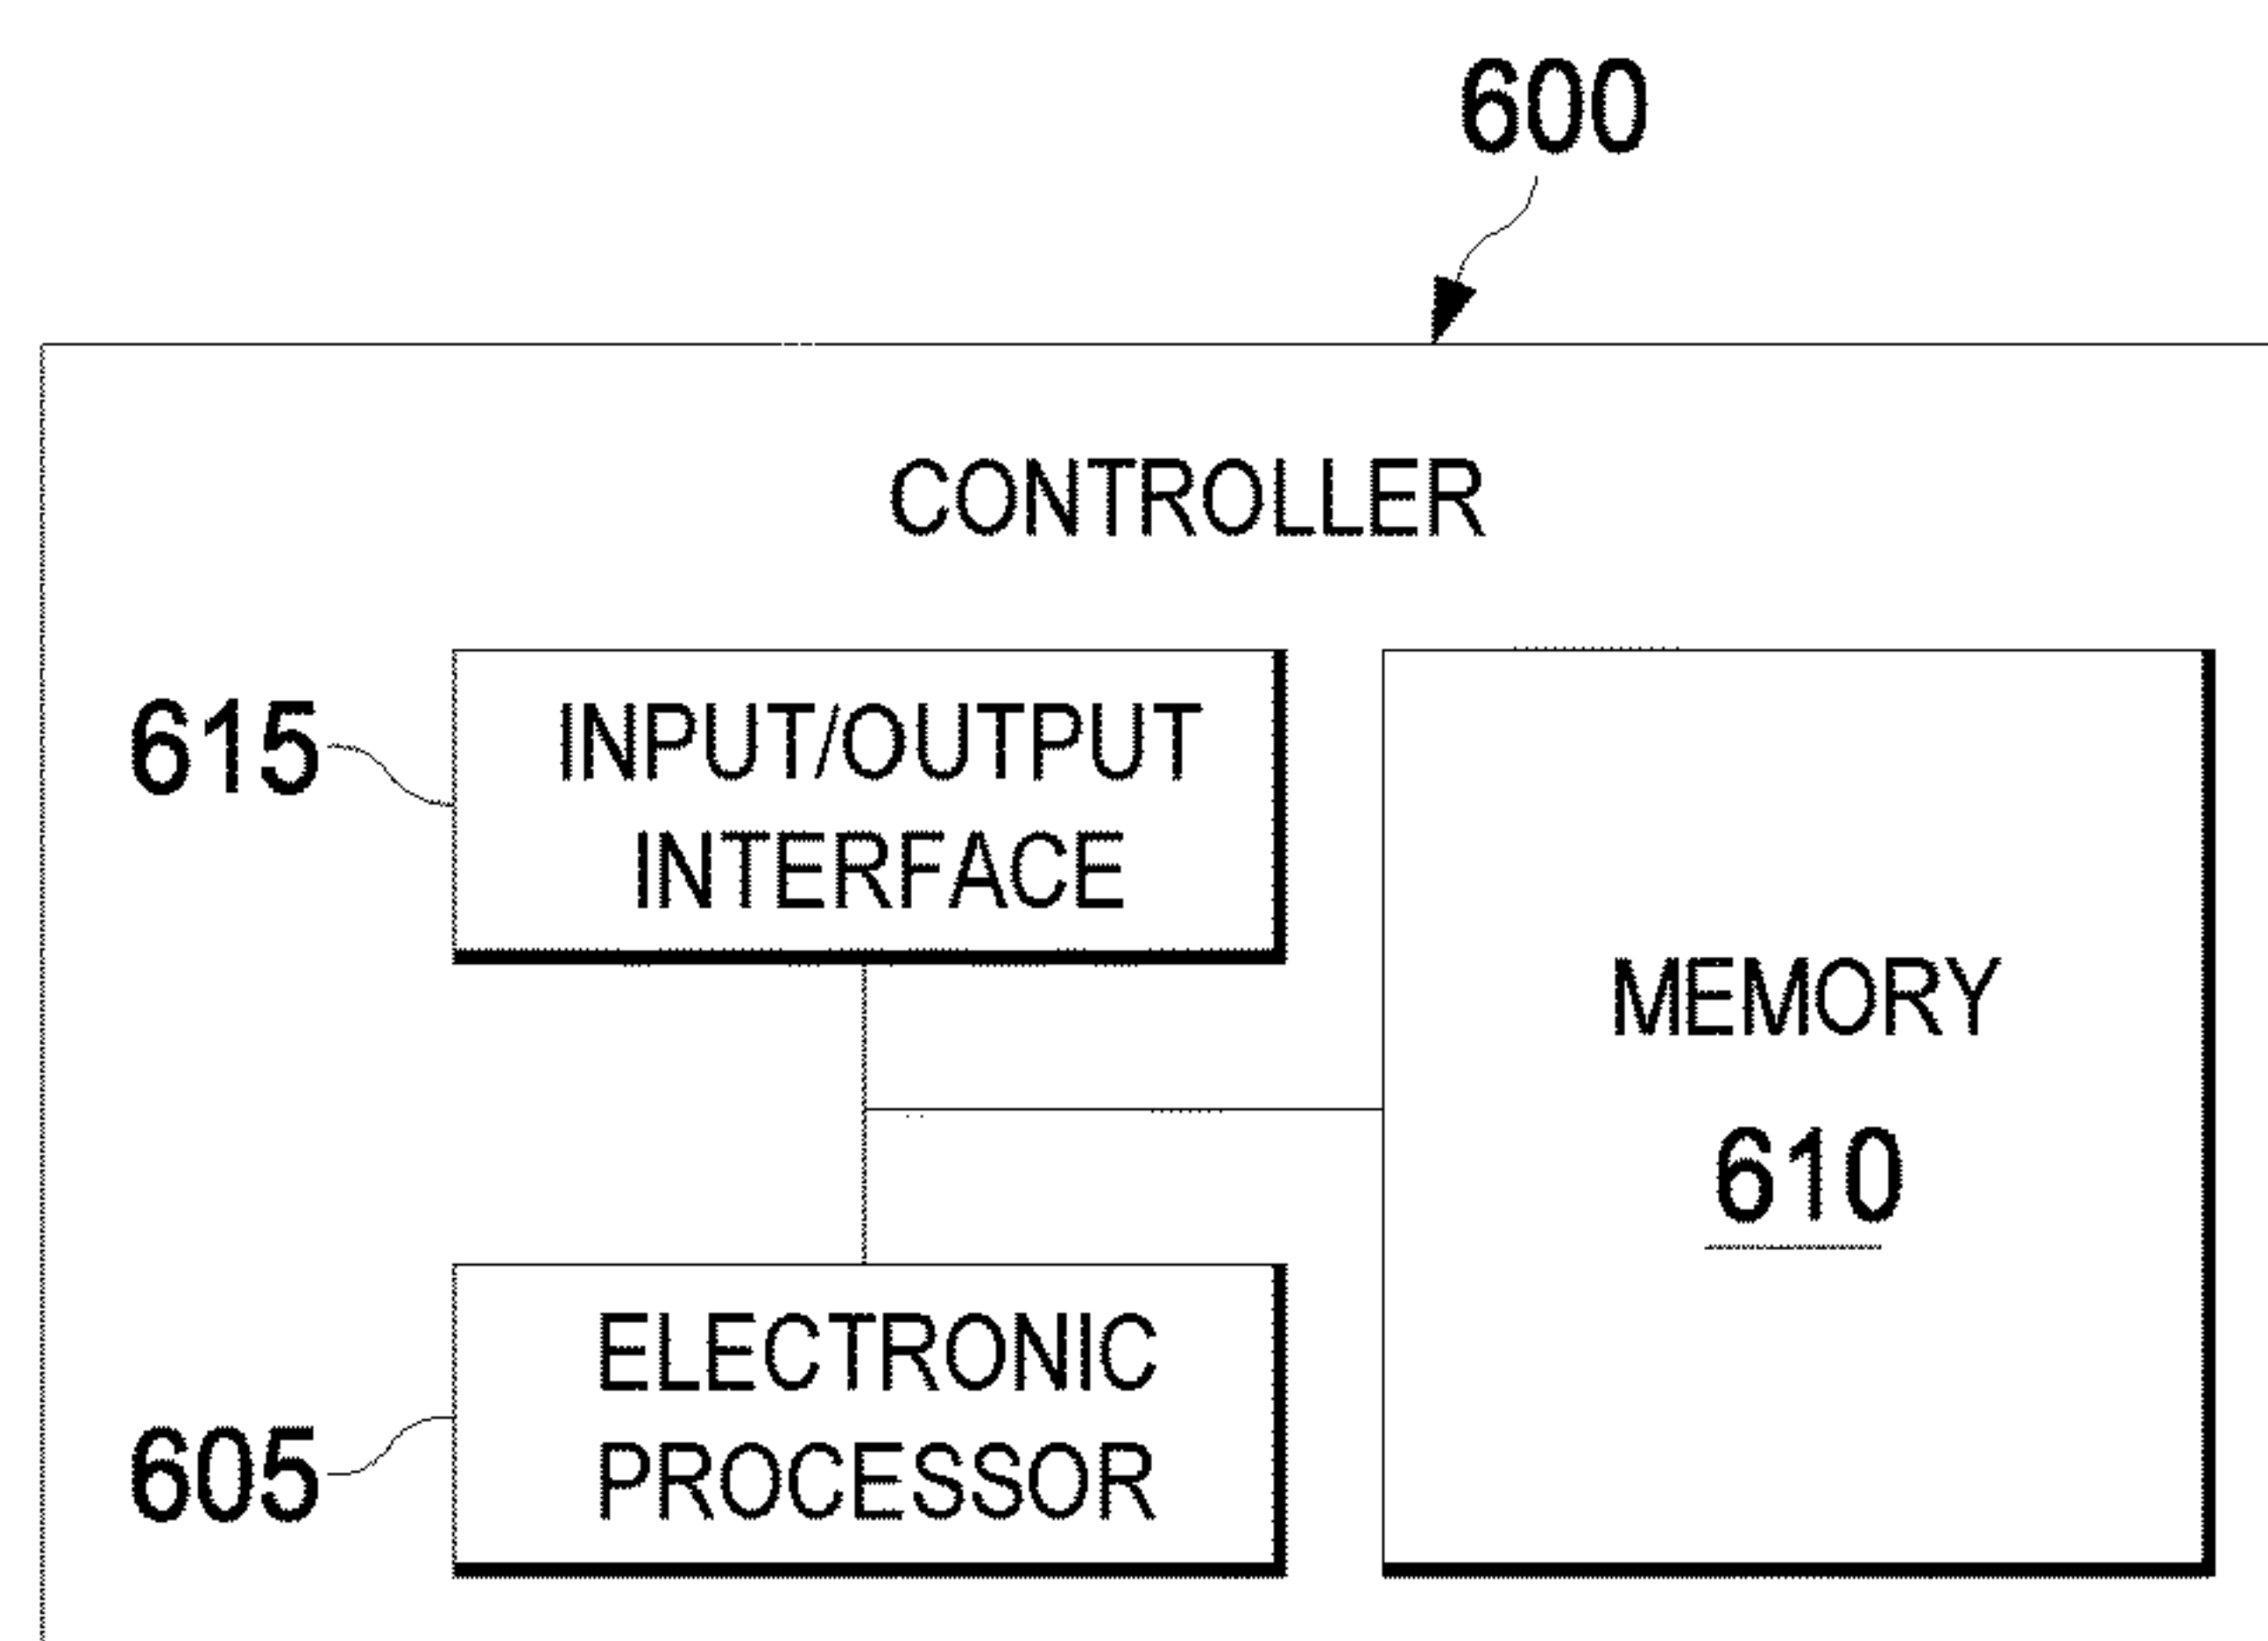 600
CONTROLLER
615
INPUT/OUTPUT
INTERFACE
MEMORY
610
ELECTRONIC
PROCESSOR
605